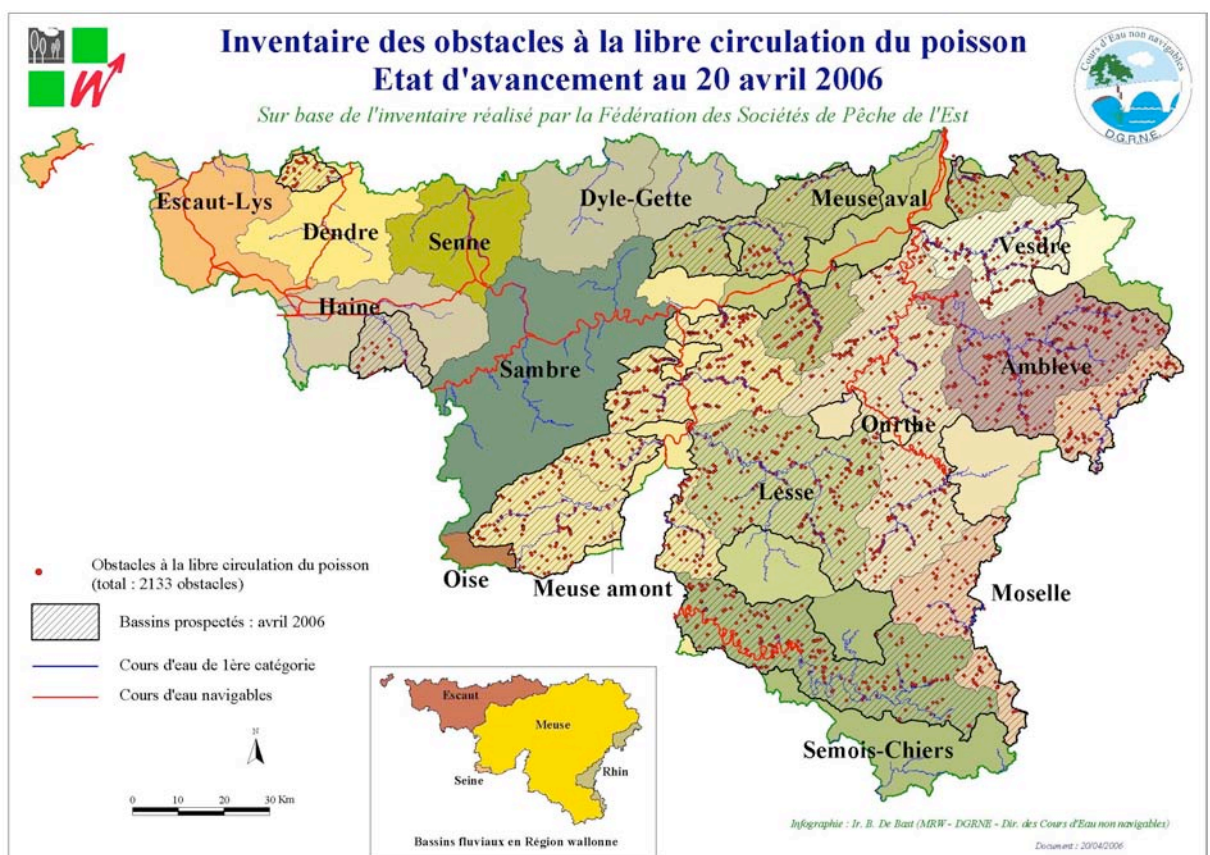 Inventaire des obstacles à la libre circulation du poisson
Etat d'avancement au 20 avril 2006
Sur base de l'inventaire réalisé par la Fédération des Sociétés de Pêche de l'Est
Cours d'Eau non navigables
D.G.R.N.E.
W
Escaut-Lys
Dendre
Senne
Dyle-Gette
Meuse aval
Vesdre
Haine
Sambre
Amblève
Ourthe
Lesse
Oise
Meuse amont
Moselle
Semois-Chiers
Obstacles à la libre circulation du poisson
(total : 2133 obstacles)
Bassins prospectés : avril 2006
Cours d'eau de 1ère catégorie
Cours d'eau navigables
N
0 10 20 30 Km
Escaut
Meuse
Seine
Rhin
Bassins fluviaux en Région wallonne
Infographie : Ir. B. De Bast (MRW - DGRNE - Dir. des Cours d'Eau non navigables)
Document : 20/04/2006